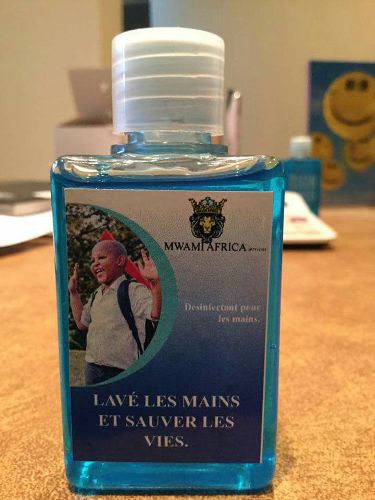 MWAMI AFRICA
Desinfectant pour
les mains.
LAVÉ LES MAINS
ET SAUVER LES
VIES.